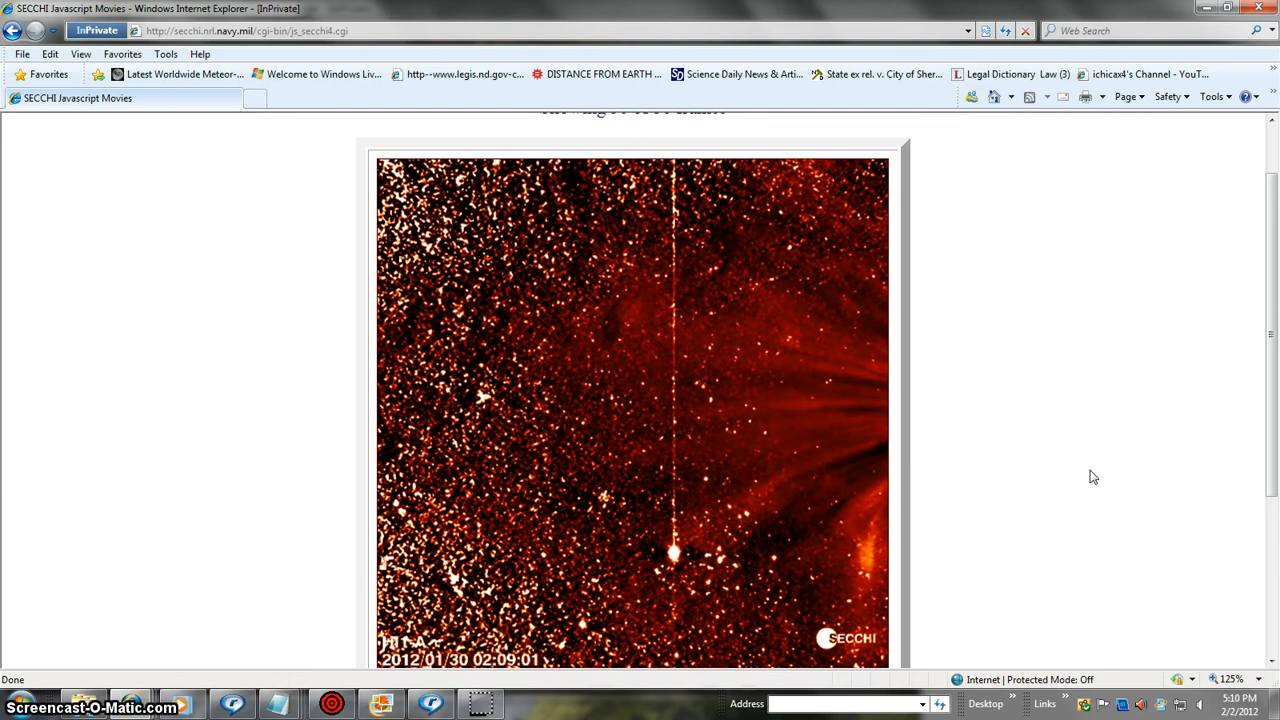 SECCHI Javascript Movies - Windows Internet Explorer - [InPrivate]
InPrivate
http://secchi.nrl.navy.mil/cgi-bin/js_secchi4.cgi
Web Search
File Edit View Favorites Tools Help
Favorites Latest Worldwide Meteor-... Welcome to Windows Liv... http--www.legis.nd.gov-c... DISTANCE FROM EARTH ... Science Daily News & Arti... State ex rel. v. City of Sher... Legal Dictionary Law (3) ichicax4's Channel - YouT...
SECCHI Javascript Movies
Page Safety Tools
SECCHI
HI1-A
2012/01/30 02:09:01
Done
Internet | Protected Mode: Off
125%
Screencast-O-Matic.com
Address
Desktop
Links
5:10 PM
2/2/2012